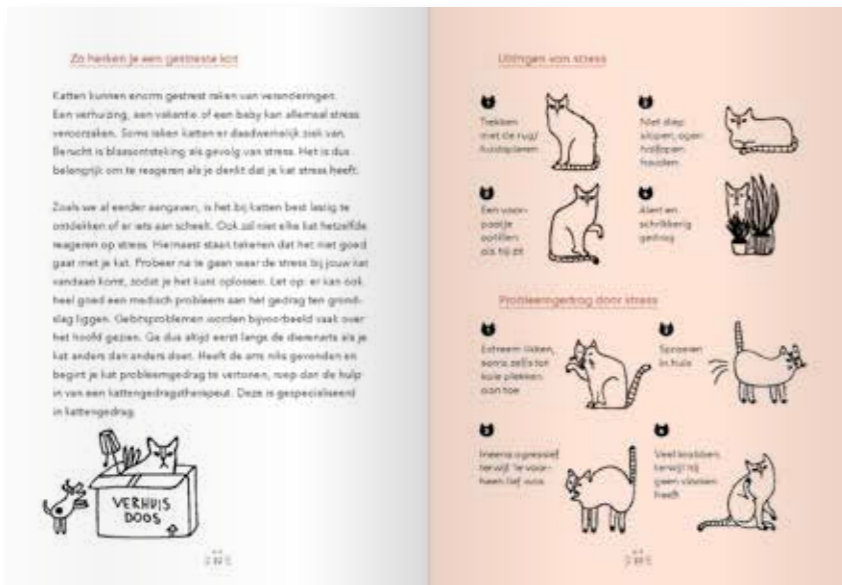 Zo herken je een gestreste kat
Katten kunnen enorm gestrest raken van veranderingen.
Een verhuizing, een vakantie of een baby kan allemaal stress
veroorzaken. Soms raken katten er daadwerkelijk ziek van.
Berucht is blaasontsteking als gevolg van stress. Het is dus
belangrijk om te reageren als je denkt dat je kat stress heeft.
Zoals we al eerder aangaven, is het bij katten best lastig te
ontdekken of er iets aan scheelt. Ook zal niet elke kat hetzelfde
reageren op stress. Hiernaast staan tekenen dat het niet goed
gaat met je kat. Probeer na te gaan waar de stress bij jouw kat
vandaan komt, zodat je het kunt oplossen. Let op: er kan ook
heel goed een medisch probleem aan het gedrag ten grond-
slag liggen. Gebitsproblemen worden bijvoorbeeld vaak over
het hoofd gezien. Ga dus altijd eerst langs de dierenarts als je
kat anders dan anders doet. Heeft de arts niks gevonden en
begint je kat probleemgedrag te vertonen, roep dan de hulp
in van een kattengedragstherapeut. Deze is gespecialiseerd
in kattengedrag.
VERHUIS
DOOS
Uitingen van stress
Trekken
met de rug/
huidspieren
Niet diep
slapen, ogen
halfopen
houden
Een voor-
pootje
optillen
als hij zit
Alert en
schrikkerig
gedrag
Probleemgedrag door stress
Extreem likken,
soms zelfs tot
kale plekken
aan toe
Sproeien
in huis
Ineens agressief
terwijl 'ie voor-
heen lief was
Veel krabben,
terwijl hij
geen vlooien
heeft